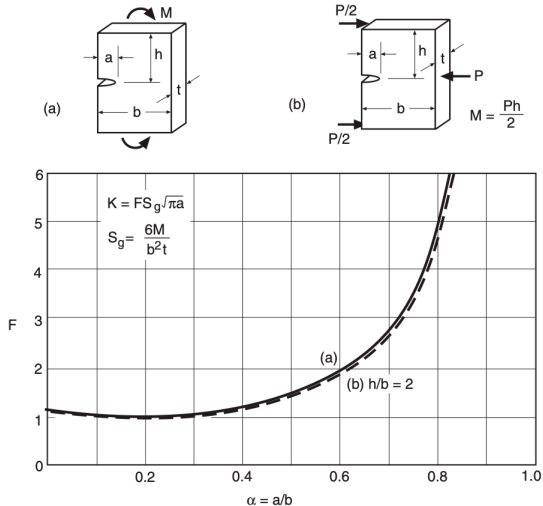 M
a
h
t
b
(a)
P/2
a
h
t
P
b
(b)
P/2
M = Ph/2
K = FS_g√πa
S_g = 6M/b²t
6
5
4
3
2
1
0
F
(a)
(b) h/b = 2
0.2
0.4
0.6
0.8
1.0
α = a/b